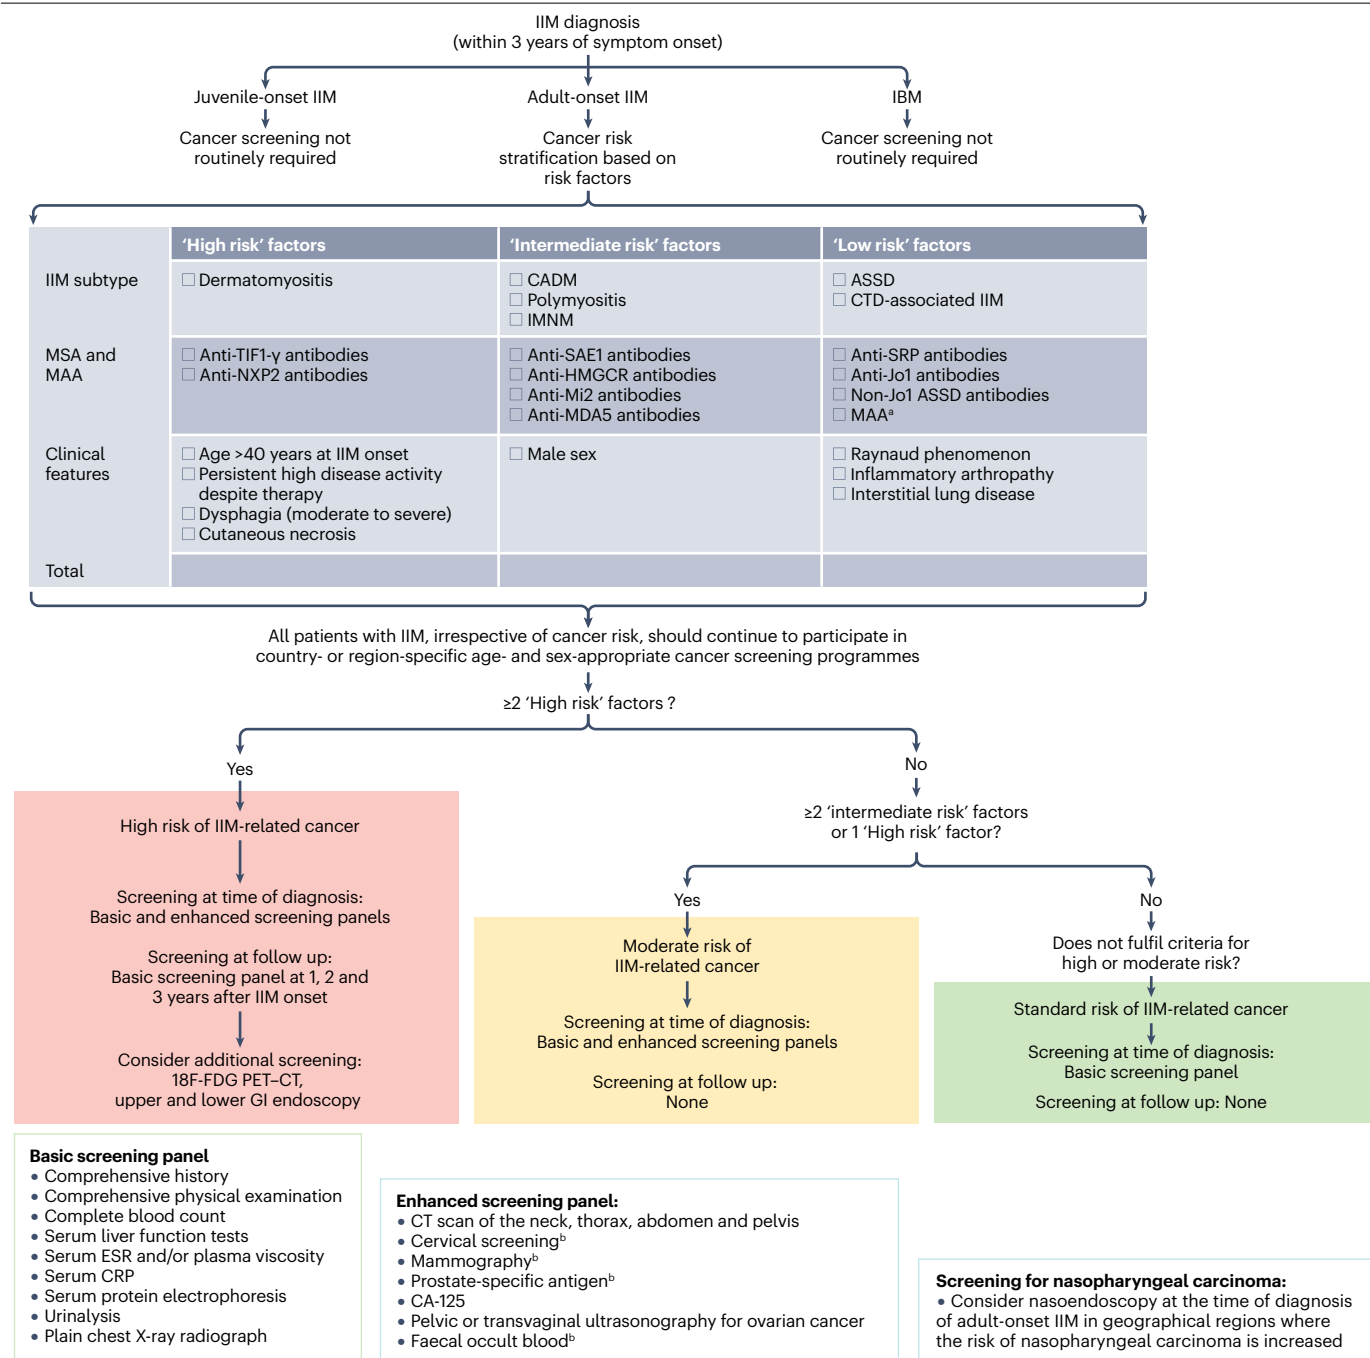 IIM diagnosis
(within 3 years of symptom onset)
Juvenile-onset IIM
Adult-onset IIM
IBM
Cancer screening not
routinely required
Cancer risk
stratification based on
risk factors
Cancer screening not
routinely required
'High risk' factors
'Intermediate risk' factors
'Low risk' factors
IIM subtype
Dermatomyositis
CADM
Polymyositis
IMNM
ASSD
CTD-associated IIM
MSA and
MAA
Anti-TIF1-γ antibodies
Anti-NXP2 antibodies
Anti-SAE1 antibodies
Anti-HMGCR antibodies
Anti-Mi2 antibodies
Anti-MDA5 antibodies
Anti-SRP antibodies
Anti-Jo1 antibodies
Non-Jo1 ASSD antibodies
MAAᵃ
Clinical
features
Age >40 years at IIM onset
Persistent high disease activity
despite therapy
Dysphagia (moderate to severe)
Cutaneous necrosis
Male sex
Raynaud phenomenon
Inflammatory arthropathy
Interstitial lung disease
Total
All patients with IIM, irrespective of cancer risk, should continue to participate in
country- or region-specific age- and sex-appropriate cancer screening programmes
≥2 'High risk' factors ?
Yes
No
High risk of IIM-related cancer
Screening at time of diagnosis:
Basic and enhanced screening panels
Screening at follow up:
Basic screening panel at 1, 2 and
3 years after IIM onset
Consider additional screening:
18F-FDG PET–CT,
upper and lower GI endoscopy
≥2 'intermediate risk' factors
or 1 'High risk' factor?
Yes
No
Moderate risk of
IIM-related cancer
Screening at time of diagnosis:
Basic and enhanced screening panels
Screening at follow up:
None
Does not fulfil criteria for
high or moderate risk?
Standard risk of IIM-related cancer
Screening at time of diagnosis:
Basic screening panel
Screening at follow up: None
Basic screening panel
• Comprehensive history
• Comprehensive physical examination
• Complete blood count
• Serum liver function tests
• Serum ESR and/or plasma viscosity
• Serum CRP
• Serum protein electrophoresis
• Urinalysis
• Plain chest X-ray radiograph
Enhanced screening panel:
• CT scan of the neck, thorax, abdomen and pelvis
• Cervical screeningᵇ
• Mammographyᵇ
• Prostate-specific antigenᵇ
• CA-125
• Pelvic or transvaginal ultrasonography for ovarian cancer
• Faecal occult bloodᵇ
Screening for nasopharyngeal carcinoma:
• Consider nasoendoscopy at the time of diagnosis
of adult-onset IIM in geographical regions where
the risk of nasopharyngeal carcinoma is increased